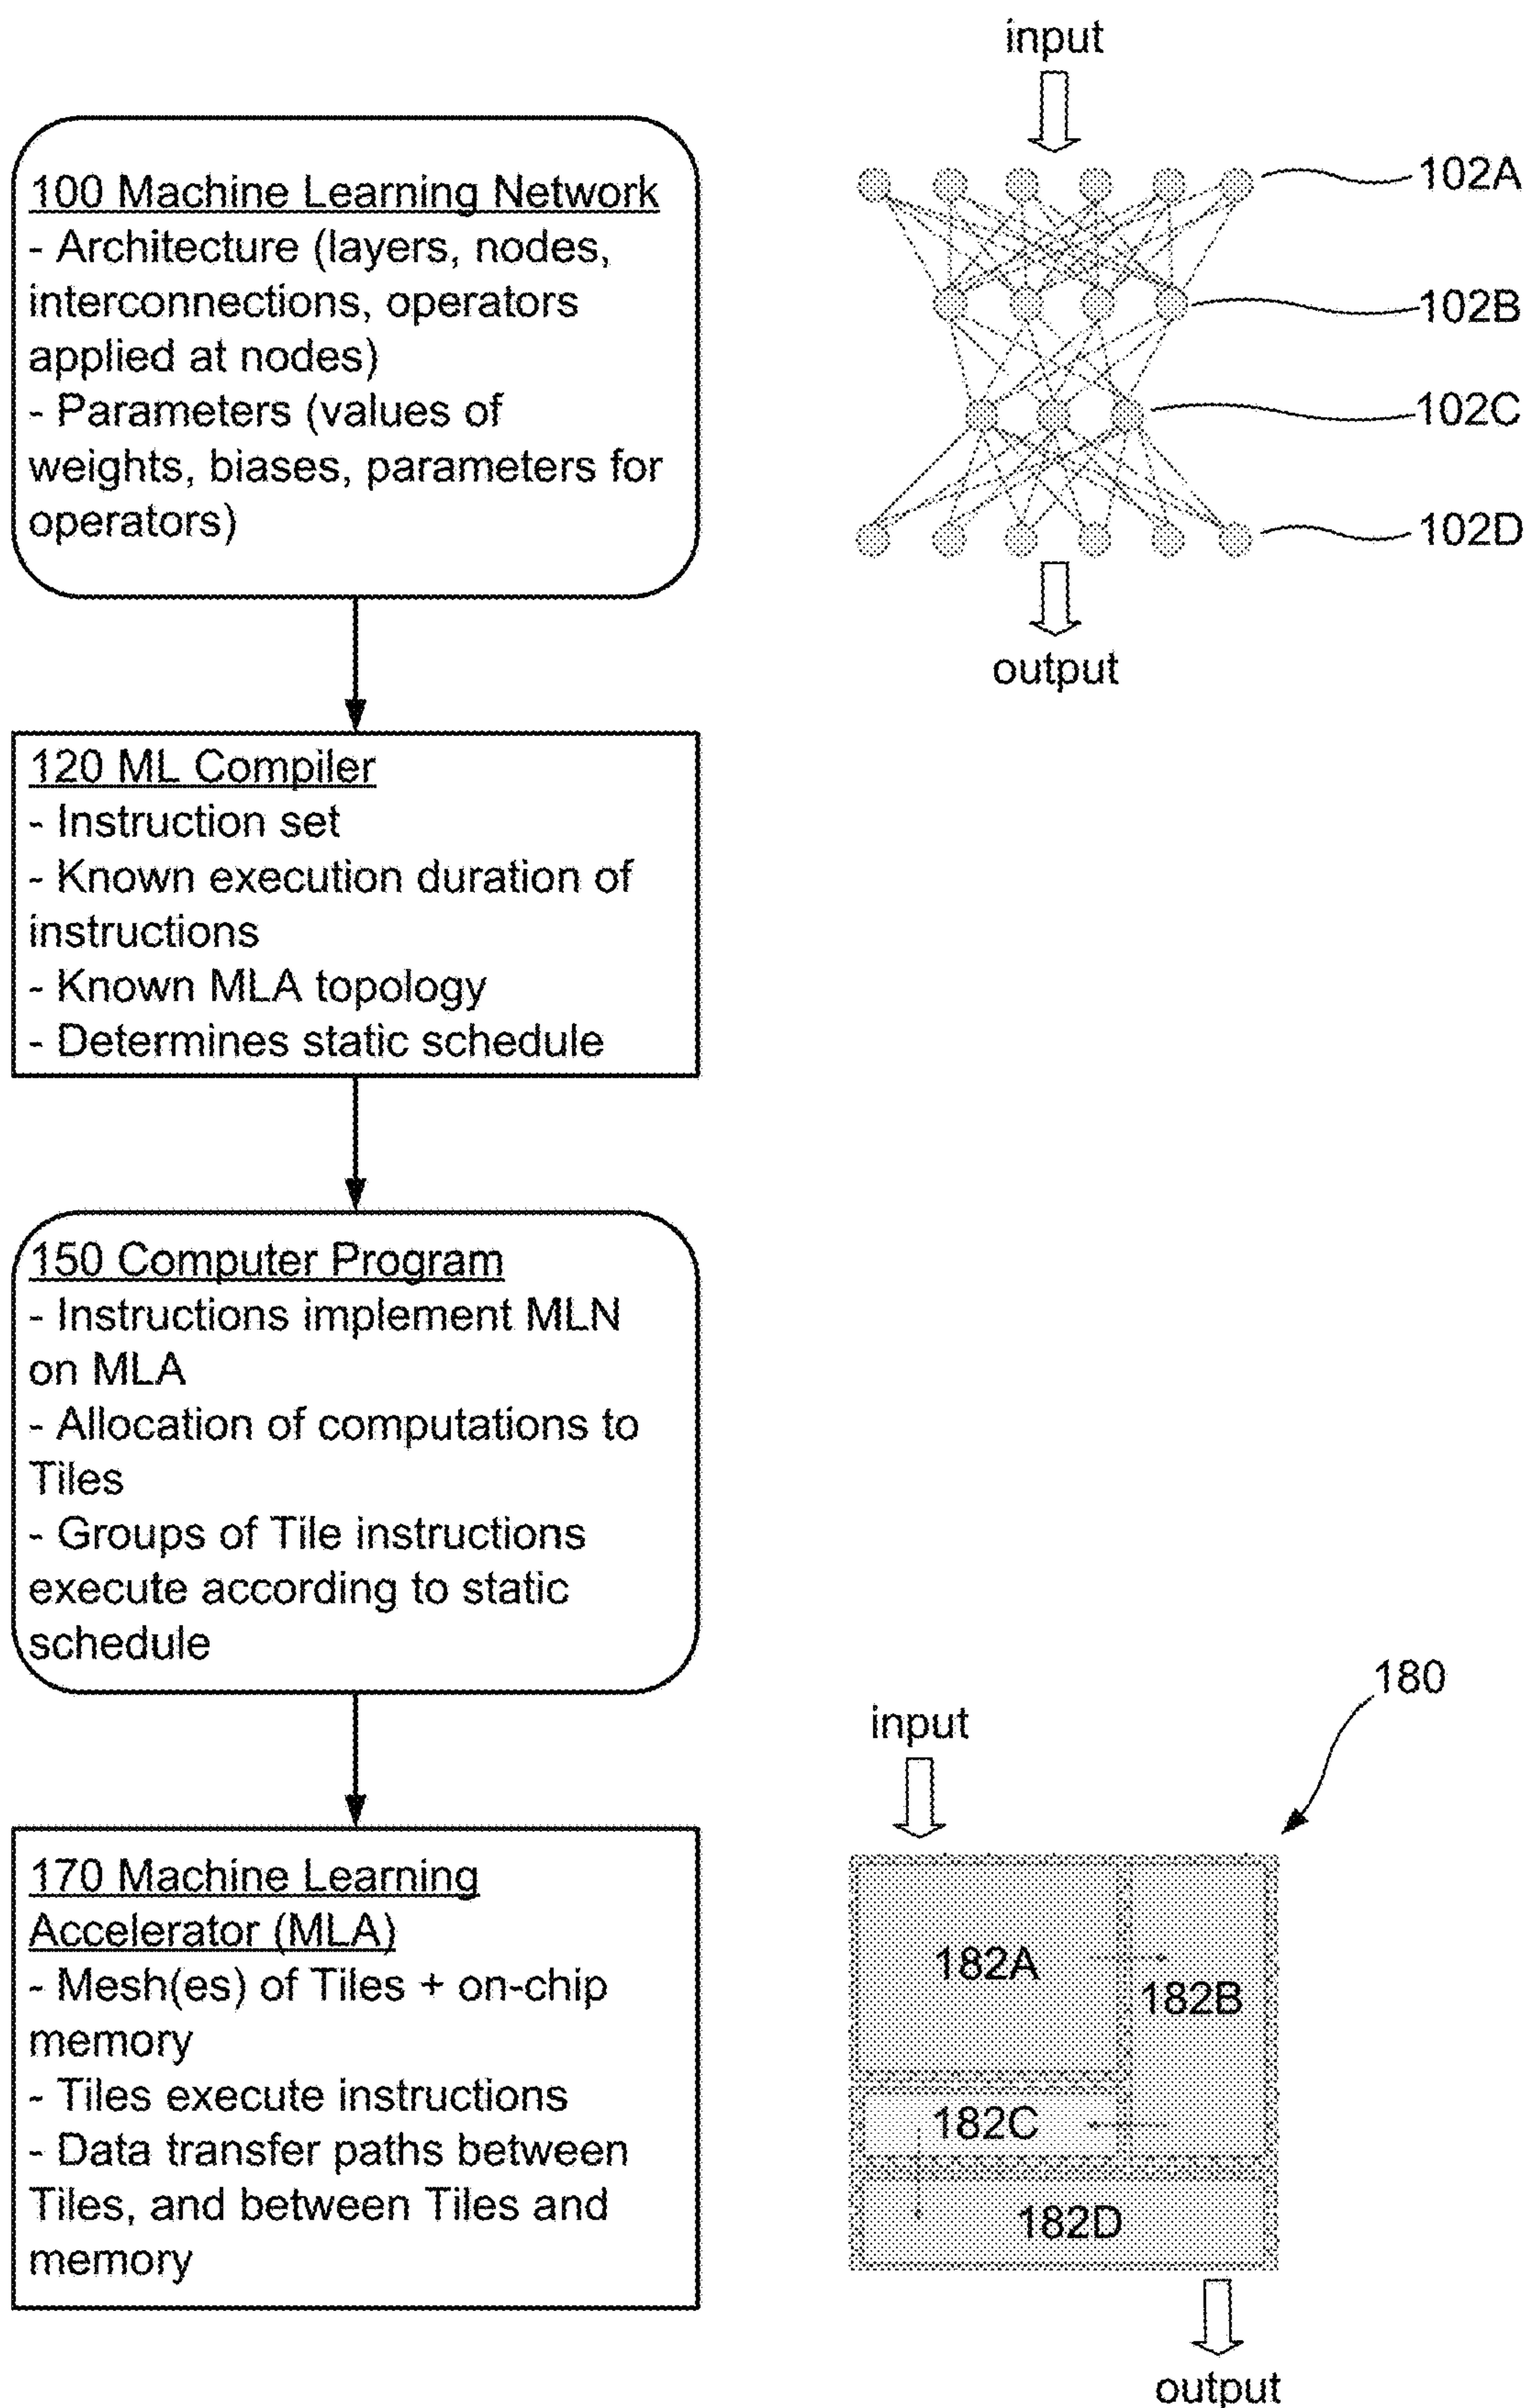 100 Machine Learning Network
- Architecture (layers, nodes,
interconnections, operators
applied at nodes)
- Parameters (values of
weights, biases, parameters for
operators)
input
102A
102B
102C
102D
output
120 ML Compiler
- Instruction set
- Known execution duration of
instructions
- Known MLA topology
- Determines static schedule
150 Computer Program
- Instructions implement MLN
on MLA
- Allocation of computations to
Tiles
- Groups of Tile instructions
execute according to static
schedule
170 Machine Learning
Accelerator (MLA)
- Mesh(es) of Tiles + on-chip
memory
- Tiles execute instructions
- Data transfer paths between
Tiles, and between Tiles and
memory
180
input
182A
182B
182C
182D
output